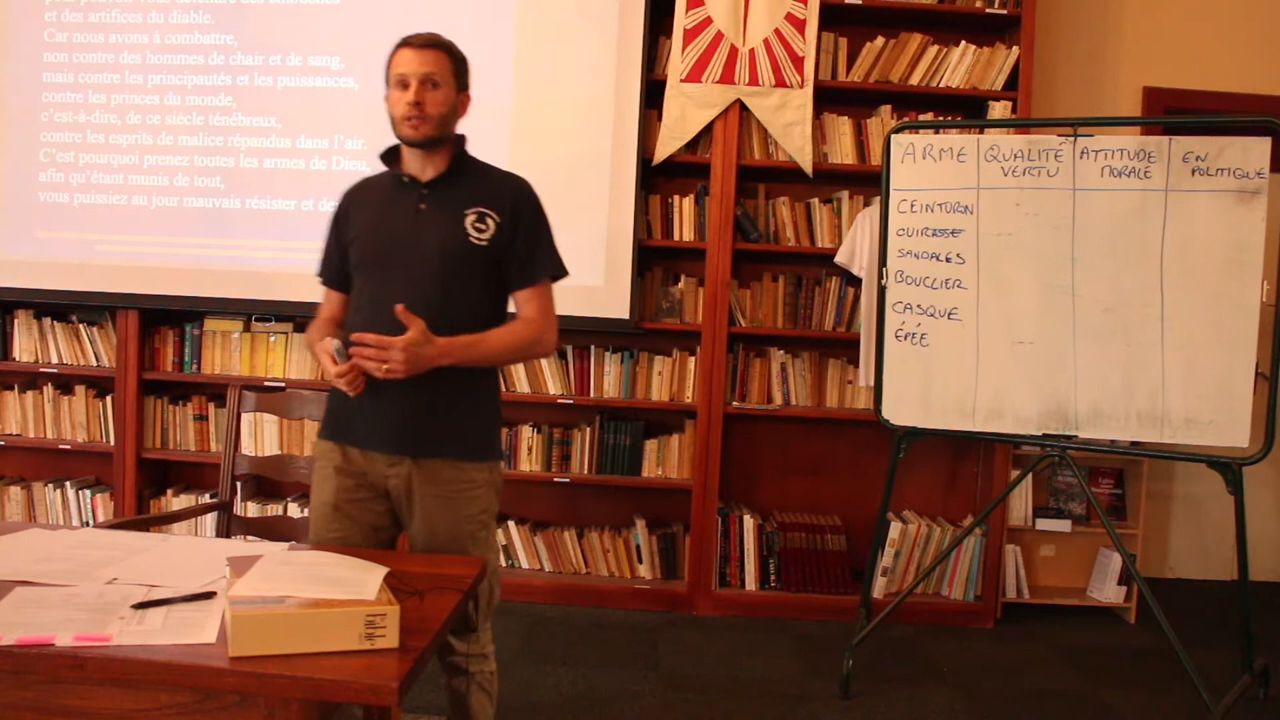 et des artifices du diable.
Car nous avons à combattre,
non contre des hommes de chair et de sang,
mais contre les principautés et les puissances,
contre les princes du monde,
c'est-à-dire, de ce siécle ténébreux,
contre les esprits de malice répandus dans l'air.
C'est pourquoi prenez toutes les armes de Dieu,
afin qu'étant munis de tout,
vous puissiez au jour mauvais résister et
ARME QUALITÉ VERTU ATTITUDE MORALE EN POLITIQUE
CEINTURON
CUIRASSE
SANDALES
BOUCLIER
CASQUE
ÉPÉE
La Bible